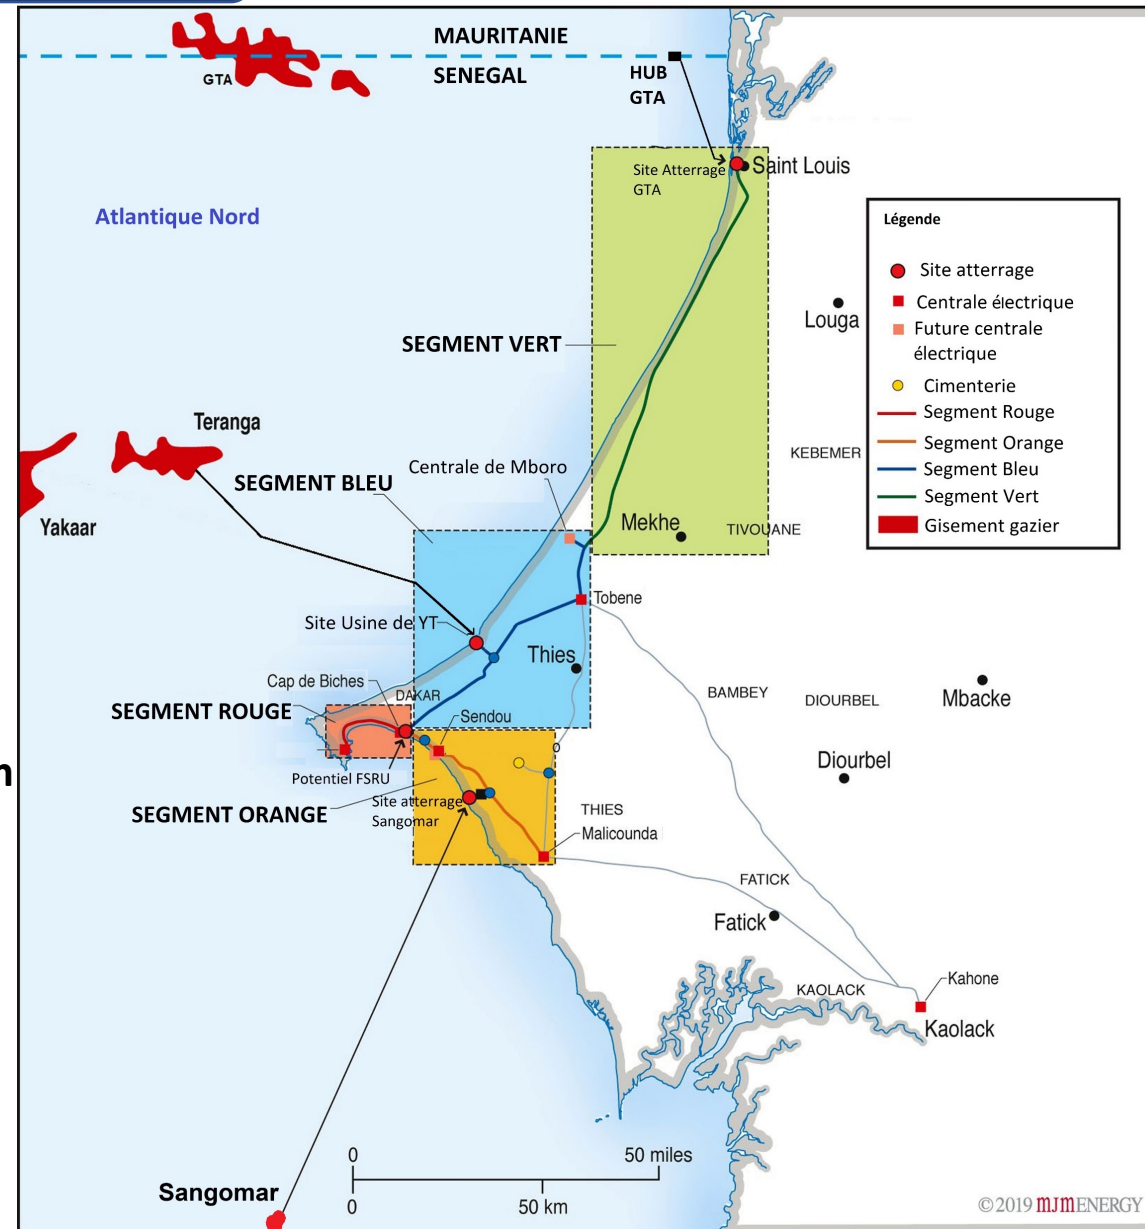 MAURITANIE
SENEGAL
GTA
HUB
GTA
Site Atterrage
GTA
Saint Louis
Atlantique Nord
Légende
Site atterrage
Centrale électrique
Future centrale
électrique
Cimenterie
Segment Rouge
Segment Orange
Segment Bleu
Segment Vert
Gisement gazier
Louga
SEGMENT VERT
Teranga
KEBEMER
Centrale de Mboro
SEGMENT BLEU
Yakaar
Mekhe
TIVOUANE
Tobene
Site Usine de YT
Thies
Cap de Biches
DAKAR
BAMBEY
DIOURBEL
Mbacke
SEGMENT ROUGE
Sendou
Diourbel
n
Potentiel FSRU
SEGMENT ORANGE
Site atterrage
Sangomar
THIES
Malicounda
FATICK
Fatick
KAOLACK
Kahone
Kaolack
0
50 miles
0
50 km
Sangomar
©2019 MJMENERGY